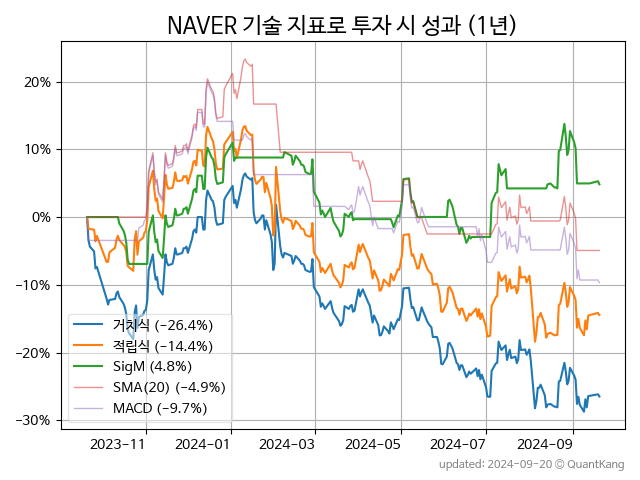 NAVER 기술 지표로 투자 시 성과 (1년)
20%
10%
0%
−10%
−20%
−30%
거치식 (−26.4%)
적립식 (−14.4%)
SigM (4.8%)
SMA(20) (−4.9%)
MACD (−9.7%)
2023-11
2024-01
2024-03
2024-05
2024-07
2024-09
updated: 2024-09-20 © QuantKang